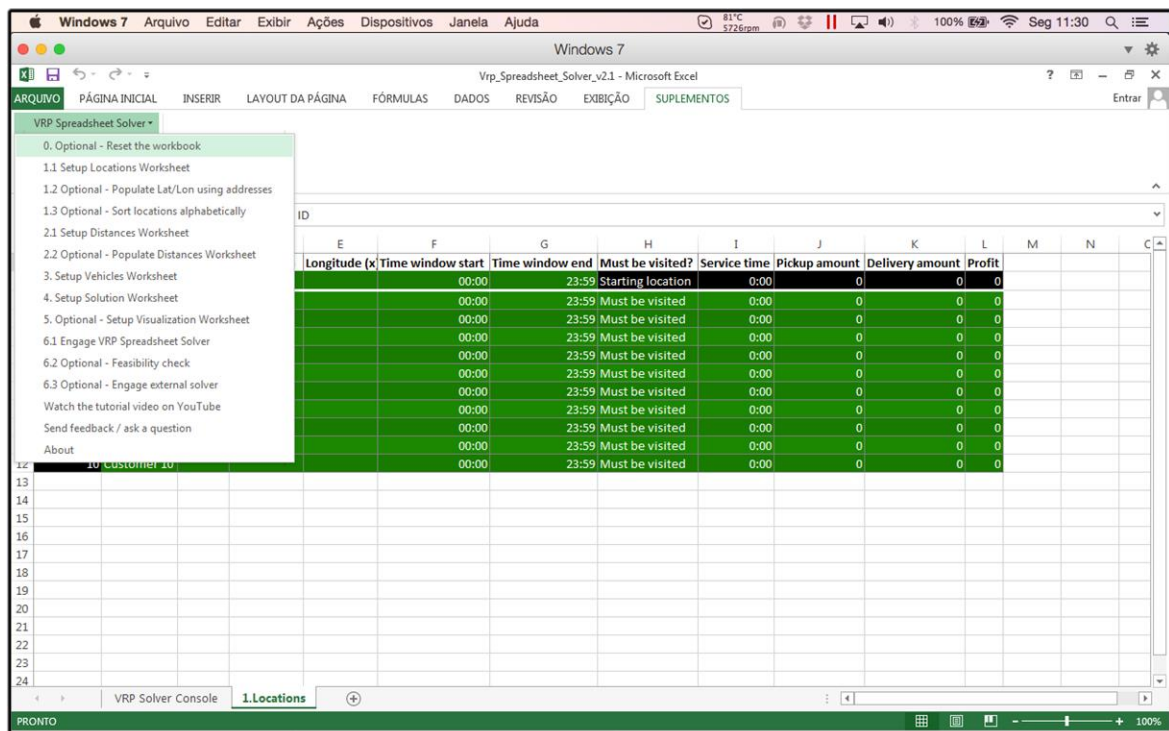 Windows 7 Arquivo Editar Exibir Ações Dispositivos Janela Ajuda 81°C 5726rpm 100% Seg 11:30
Windows 7
Vrp_Spreadsheet_Solver_v2.1 - Microsoft Excel
ARQUIVO PÁGINA INICIAL INSERIR LAYOUT DA PÁGINA FÓRMULAS DADOS REVISÃO EXIBIÇÃO SUPLEMENTOS Entrar
VRP Spreadsheet Solver
0. Optional - Reset the workbook
1.1 Setup Locations Worksheet
1.2 Optional - Populate Lat/Lon using addresses
1.3 Optional - Sort locations alphabetically
2.1 Setup Distances Worksheet
2.2 Optional - Populate Distances Worksheet
3. Setup Vehicles Worksheet
4. Setup Solution Worksheet
5. Optional - Setup Visualization Worksheet
6.1 Engage VRP Spreadsheet Solver
6.2 Optional - Feasibility check
6.3 Optional - Engage external solver
Watch the tutorial video on YouTube
Send feedback / ask a question
About
ID
E F G H I J K L M N
Longitude (x Time window start Time window end Must be visited? Service time Pickup amount Delivery amount Profit
00:00 23:59 Starting location 0:00 0 0 0
00:00 23:59 Must be visited 0:00 0 0 0
00:00 23:59 Must be visited 0:00 0 0 0
00:00 23:59 Must be visited 0:00 0 0 0
00:00 23:59 Must be visited 0:00 0 0 0
00:00 23:59 Must be visited 0:00 0 0 0
00:00 23:59 Must be visited 0:00 0 0 0
00:00 23:59 Must be visited 0:00 0 0 0
00:00 23:59 Must be visited 0:00 0 0 0
00:00 23:59 Must be visited 0:00 0 0 0
12 10 Customer 10 00:00 23:59 Must be visited 0:00 0 0 0
13
14
15
16
17
18
19
20
21
22
23
24
VRP Solver Console 1.Locations
PRONTO 100%